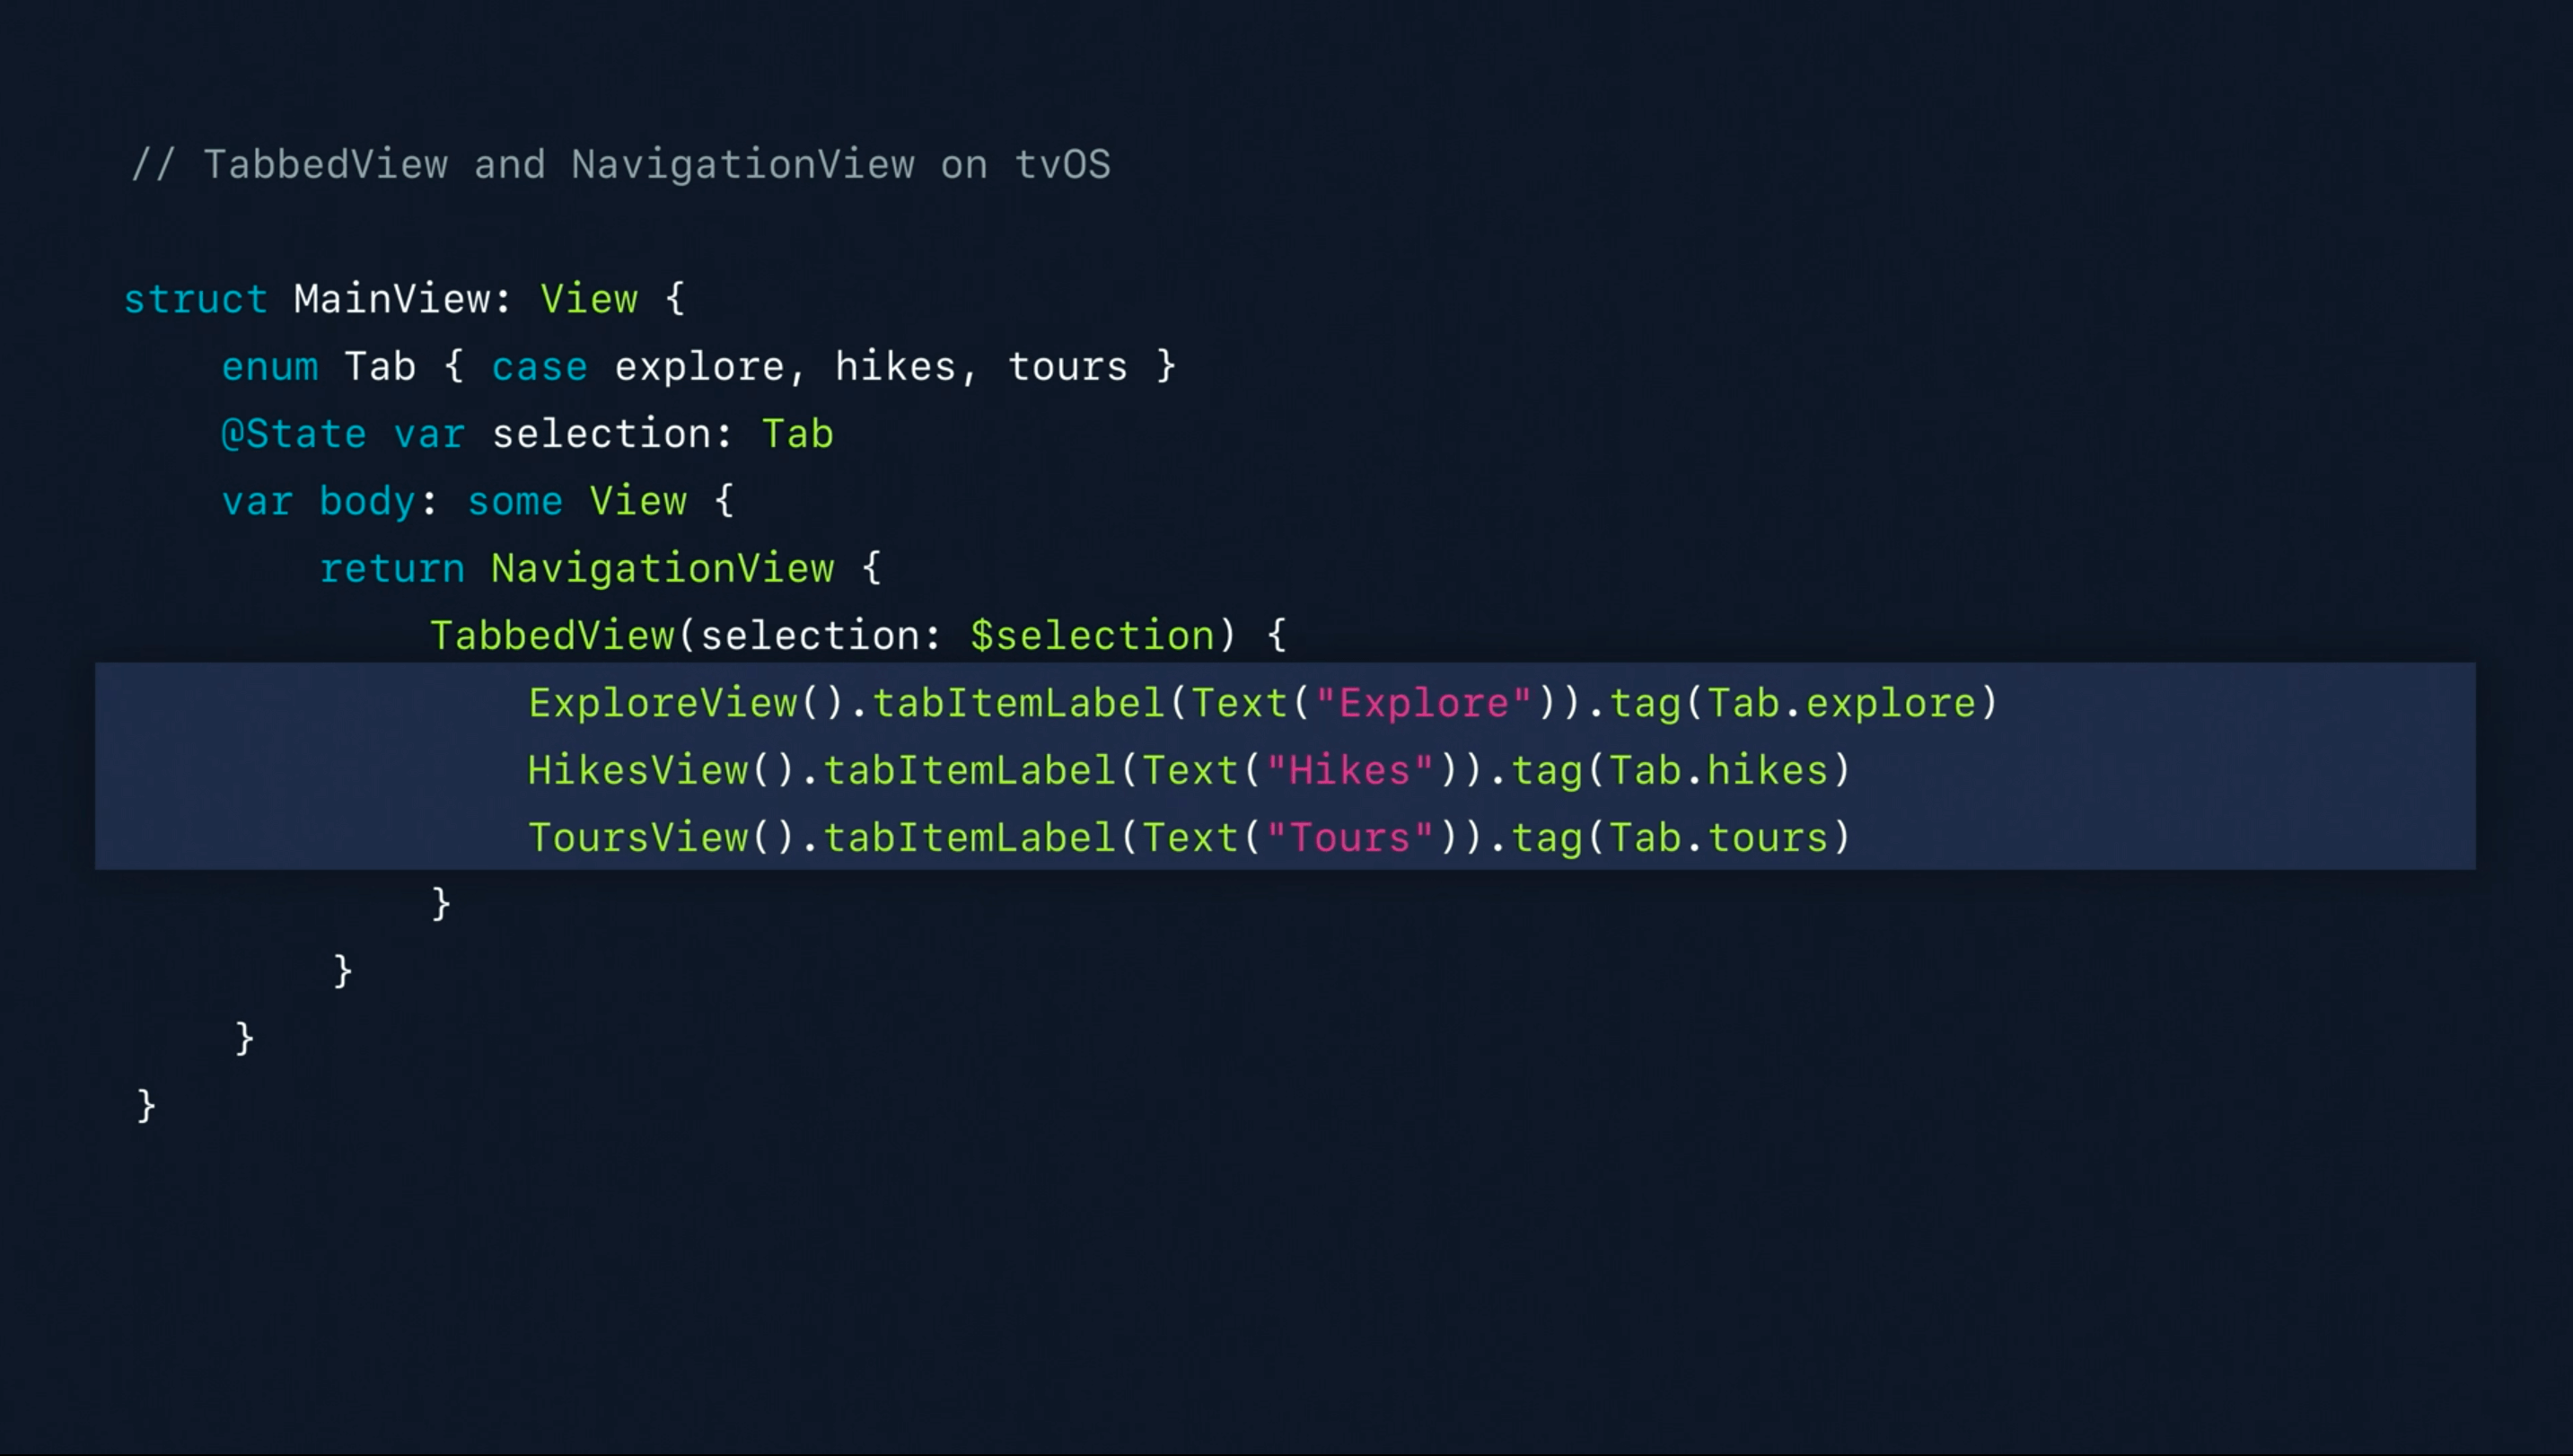 // TabbedView and NavigationView on tvOS
struct MainView: View {
enum Tab { case explore, hikes, tours }
@State var selection: Tab
var body: some View {
return NavigationView {
TabbedView(selection: $selection) {
ExploreView().tabItemLabel(Text("Explore")).tag(Tab.explore)
HikesView().tabItemLabel(Text("Hikes")).tag(Tab.hikes)
ToursView().tabItemLabel(Text("Tours")).tag(Tab.tours)
}
}
}
}